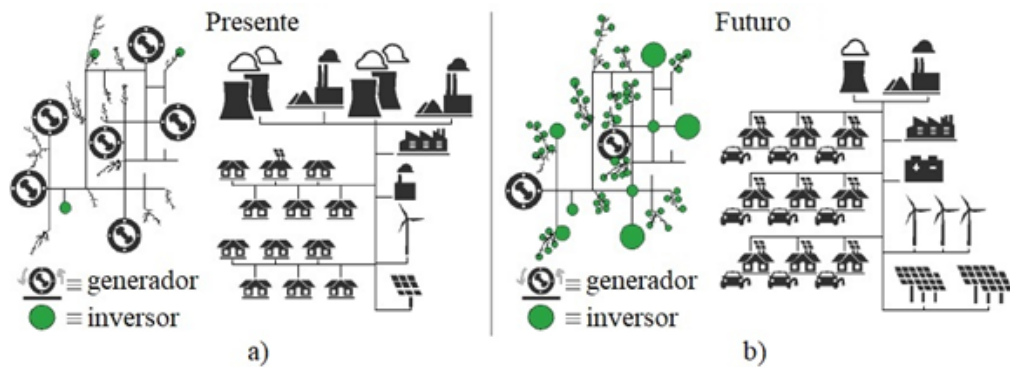 Presente
≡ generador
≡ inversor
a)
Futuro
≡ generador
≡ inversor
b)